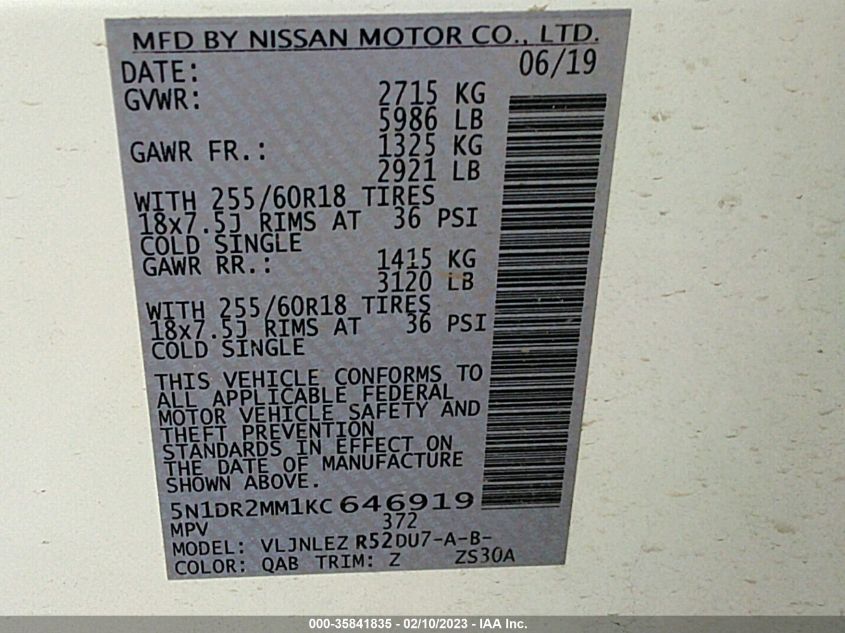 MFD BY NISSAN MOTOR CO., LTD.
DATE: 06/19
GVWR: 2715 KG
5986 LB
GAWR FR.: 1325 KG
2921 LB
WITH 255/60R18 TIRES
18x7.5J RIMS AT 36 PSI
COLD SINGLE
GAWR RR.: 1415 KG
3120 LB
WITH 255/60R18 TIRES
18x7.5J RIMS AT 36 PSI
COLD SINGLE
THIS VEHICLE CONFORMS TO
ALL APPLICABLE FEDERAL
MOTOR VEHICLE SAFETY AND
THEFT PREVENTION
STANDARDS IN EFFECT ON
THE DATE OF MANUFACTURE
SHOWN ABOVE.
5N1DR2MM1KC646919
MPV 372
MODEL: VLJNLEZ R52DU7-A-B-
COLOR: QAB TRIM: Z ZS30A
000-35841835 - 02/10/2023 - IAA Inc.